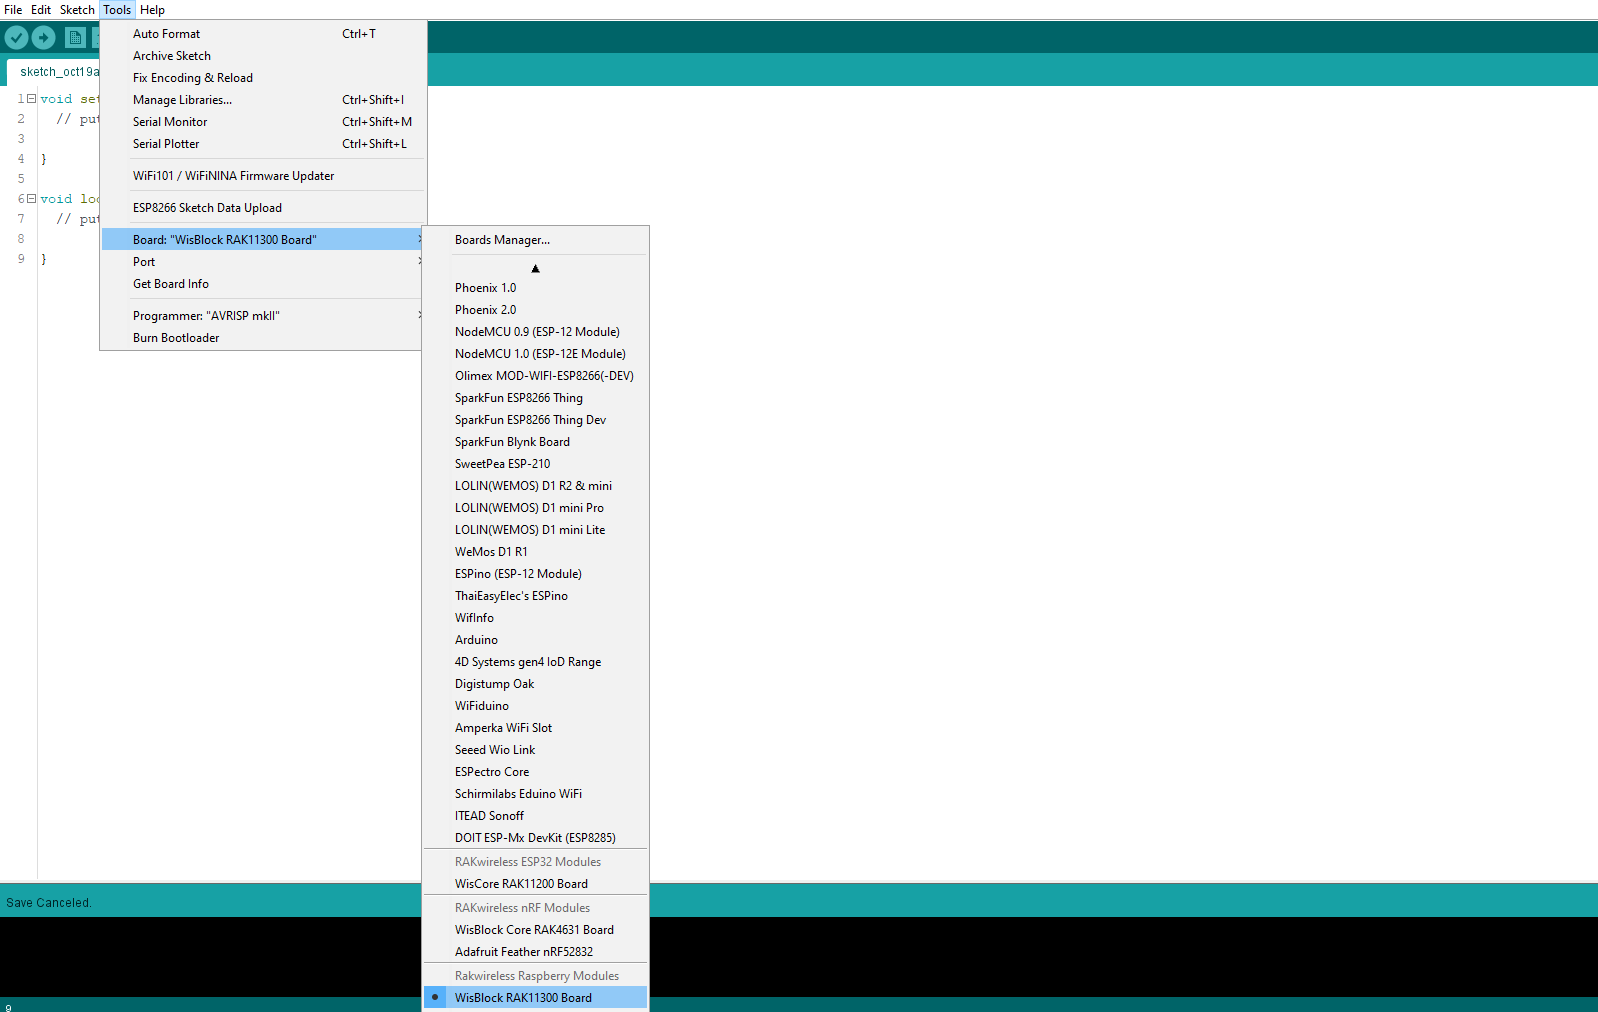 File Edit Sketch Tools Help
sketch_oct19a
Auto Format Ctrl+T
Archive Sketch
Fix Encoding & Reload
Manage Libraries... Ctrl+Shift+I
Serial Monitor Ctrl+Shift+M
Serial Plotter Ctrl+Shift+L
WiFi101 / WiFiNINA Firmware Updater
ESP8266 Sketch Data Upload
Board: "WisBlock RAK11300 Board"
Port
Get Board Info
Programmer: "AVRISP mkII"
Burn Bootloader
1 void set
2 // put
3
4 }
5
6 void loo
7 // put
8
9 }
Boards Manager...
Phoenix 1.0
Phoenix 2.0
NodeMCU 0.9 (ESP-12 Module)
NodeMCU 1.0 (ESP-12E Module)
Olimex MOD-WIFI-ESP8266(-DEV)
SparkFun ESP8266 Thing
SparkFun ESP8266 Thing Dev
SparkFun Blynk Board
SweetPea ESP-210
LOLIN(WEMOS) D1 R2 & mini
LOLIN(WEMOS) D1 mini Pro
LOLIN(WEMOS) D1 mini Lite
WeMos D1 R1
ESPino (ESP-12 Module)
ThaiEasyElec's ESPino
WifInfo
Arduino
4D Systems gen4 IoD Range
Digistump Oak
WiFiduino
Amperka WiFi Slot
Seeed Wio Link
ESPectro Core
Schirmilabs Eduino WiFi
ITEAD Sonoff
DOIT ESP-Mx DevKit (ESP8285)
RAKwireless ESP32 Modules
WisCore RAK11200 Board
RAKwireless nRF Modules
WisBlock Core RAK4631 Board
Adafruit Feather nRF52832
Rakwireless Raspberry Modules
WisBlock RAK11300 Board
Save Canceled.
9